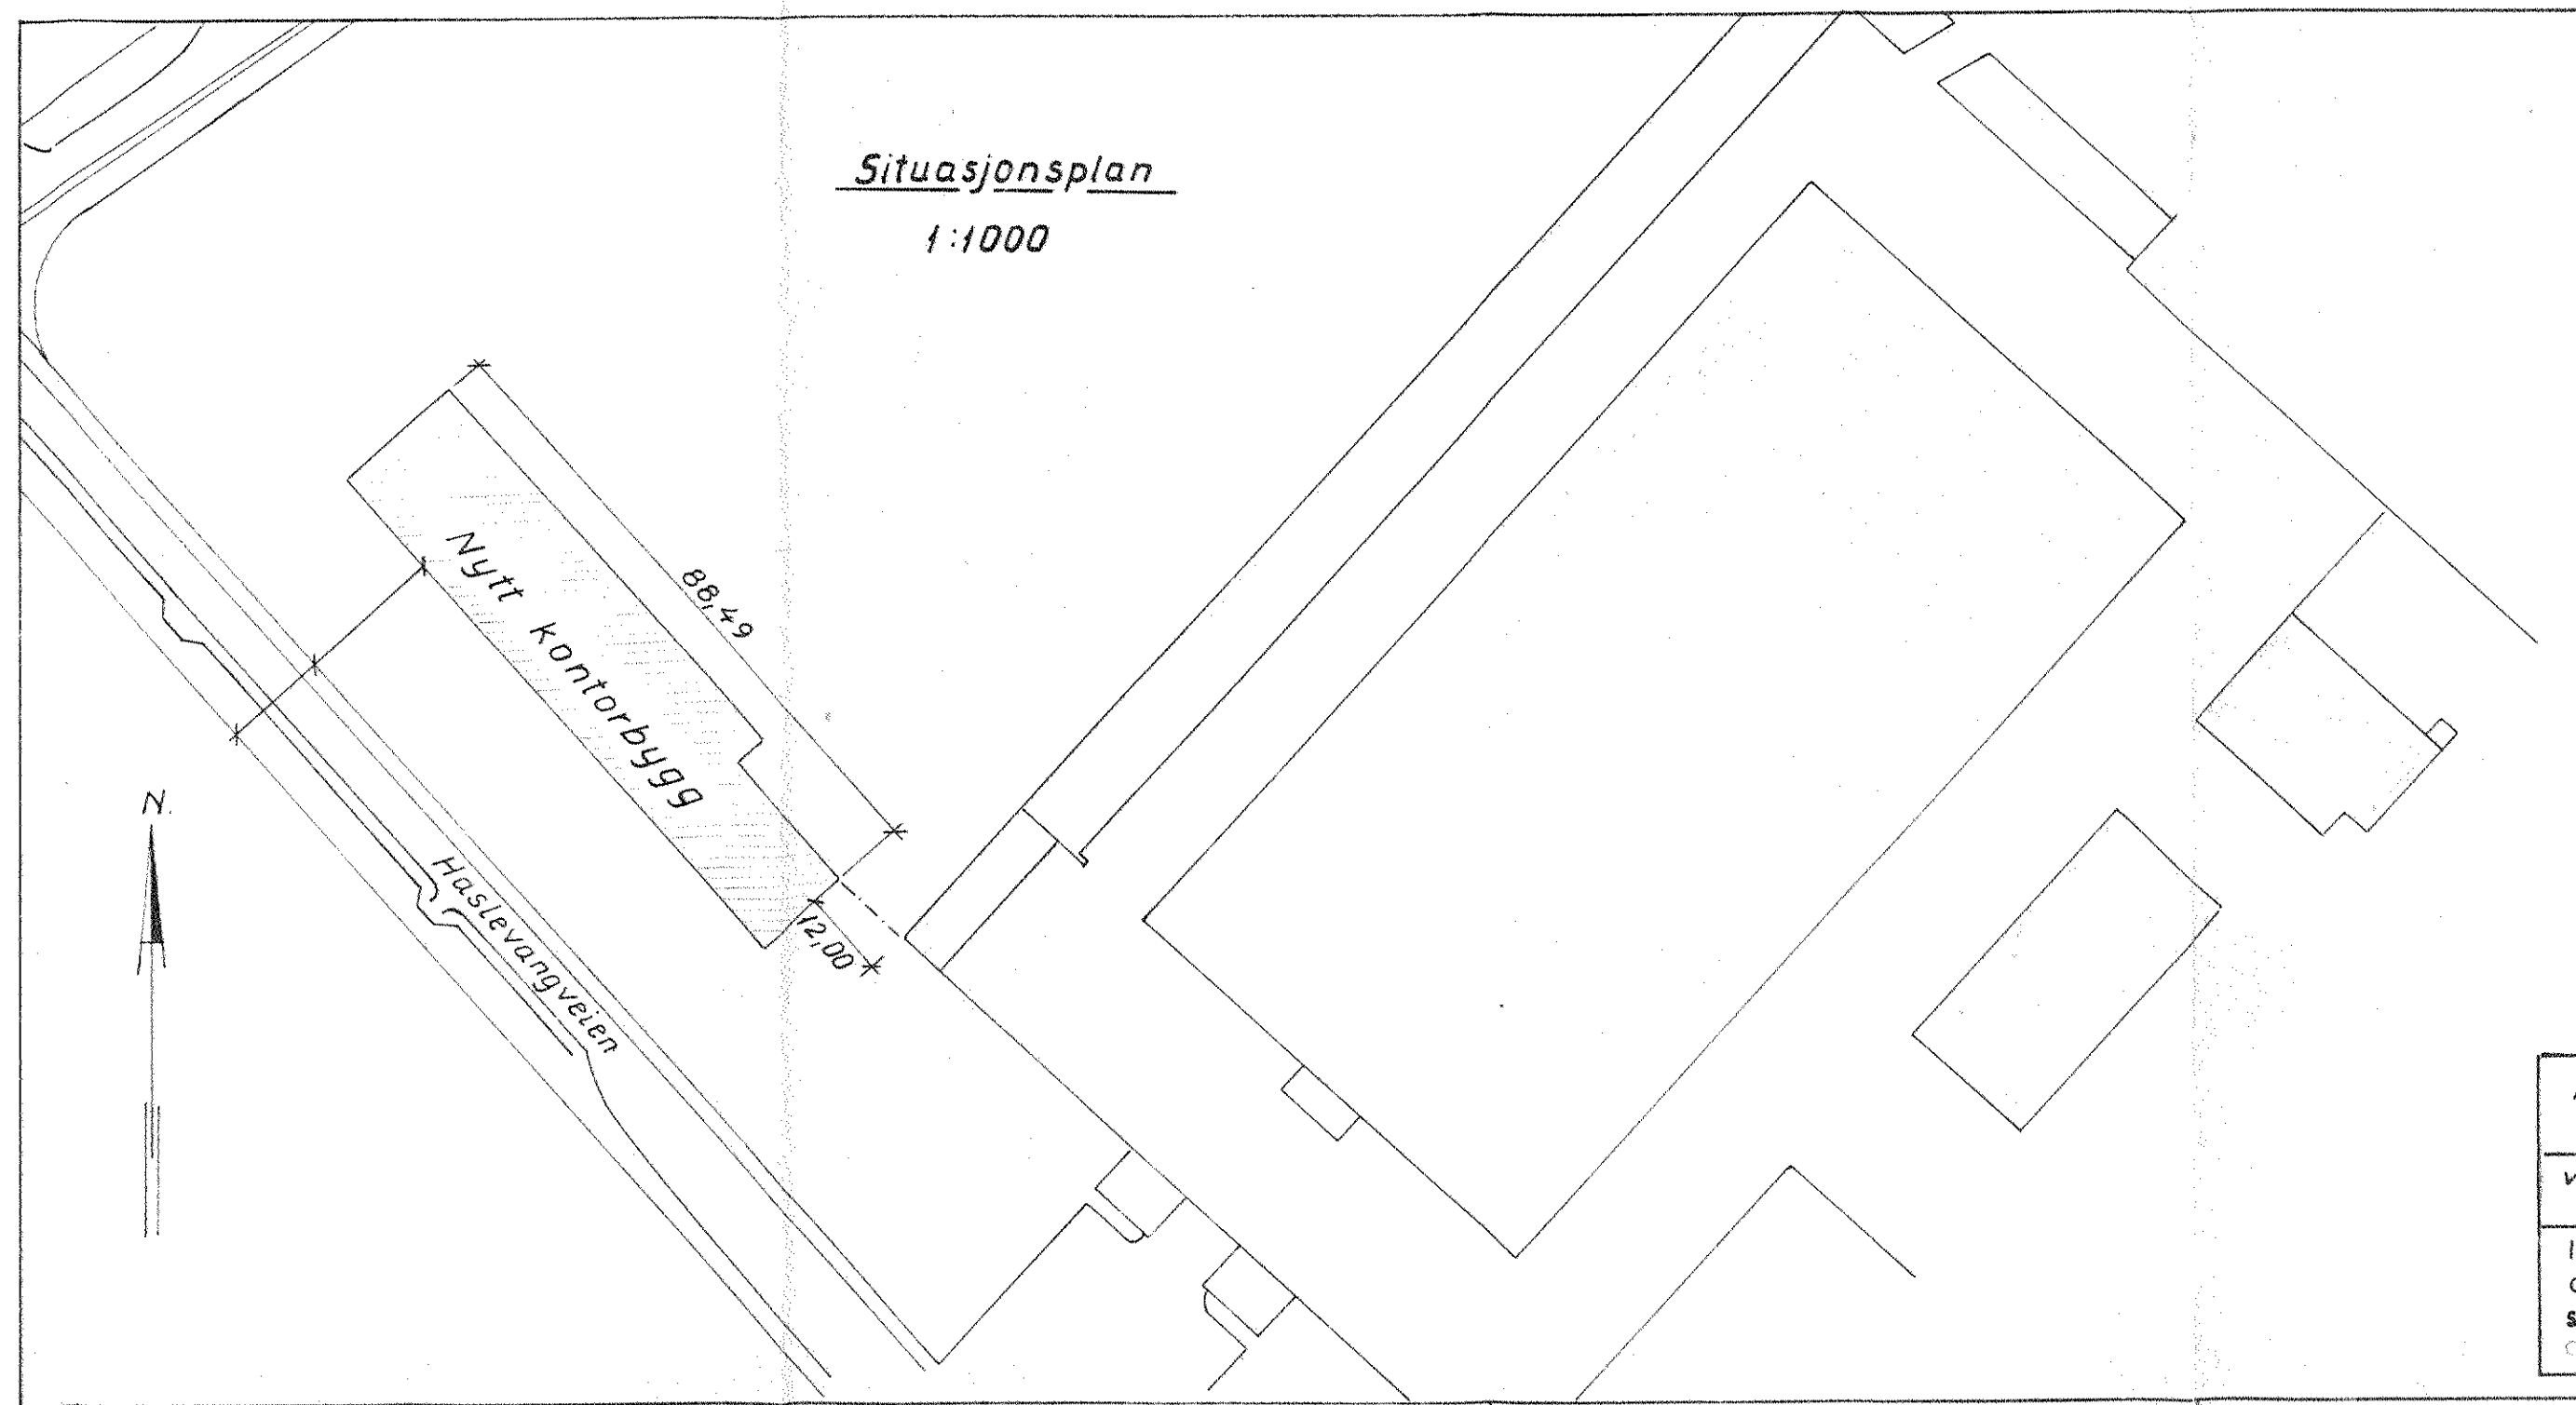 Situasjonsplan
1:1000
88,49
Nytt kontorbygg
12,00
N.
Haslevangveien